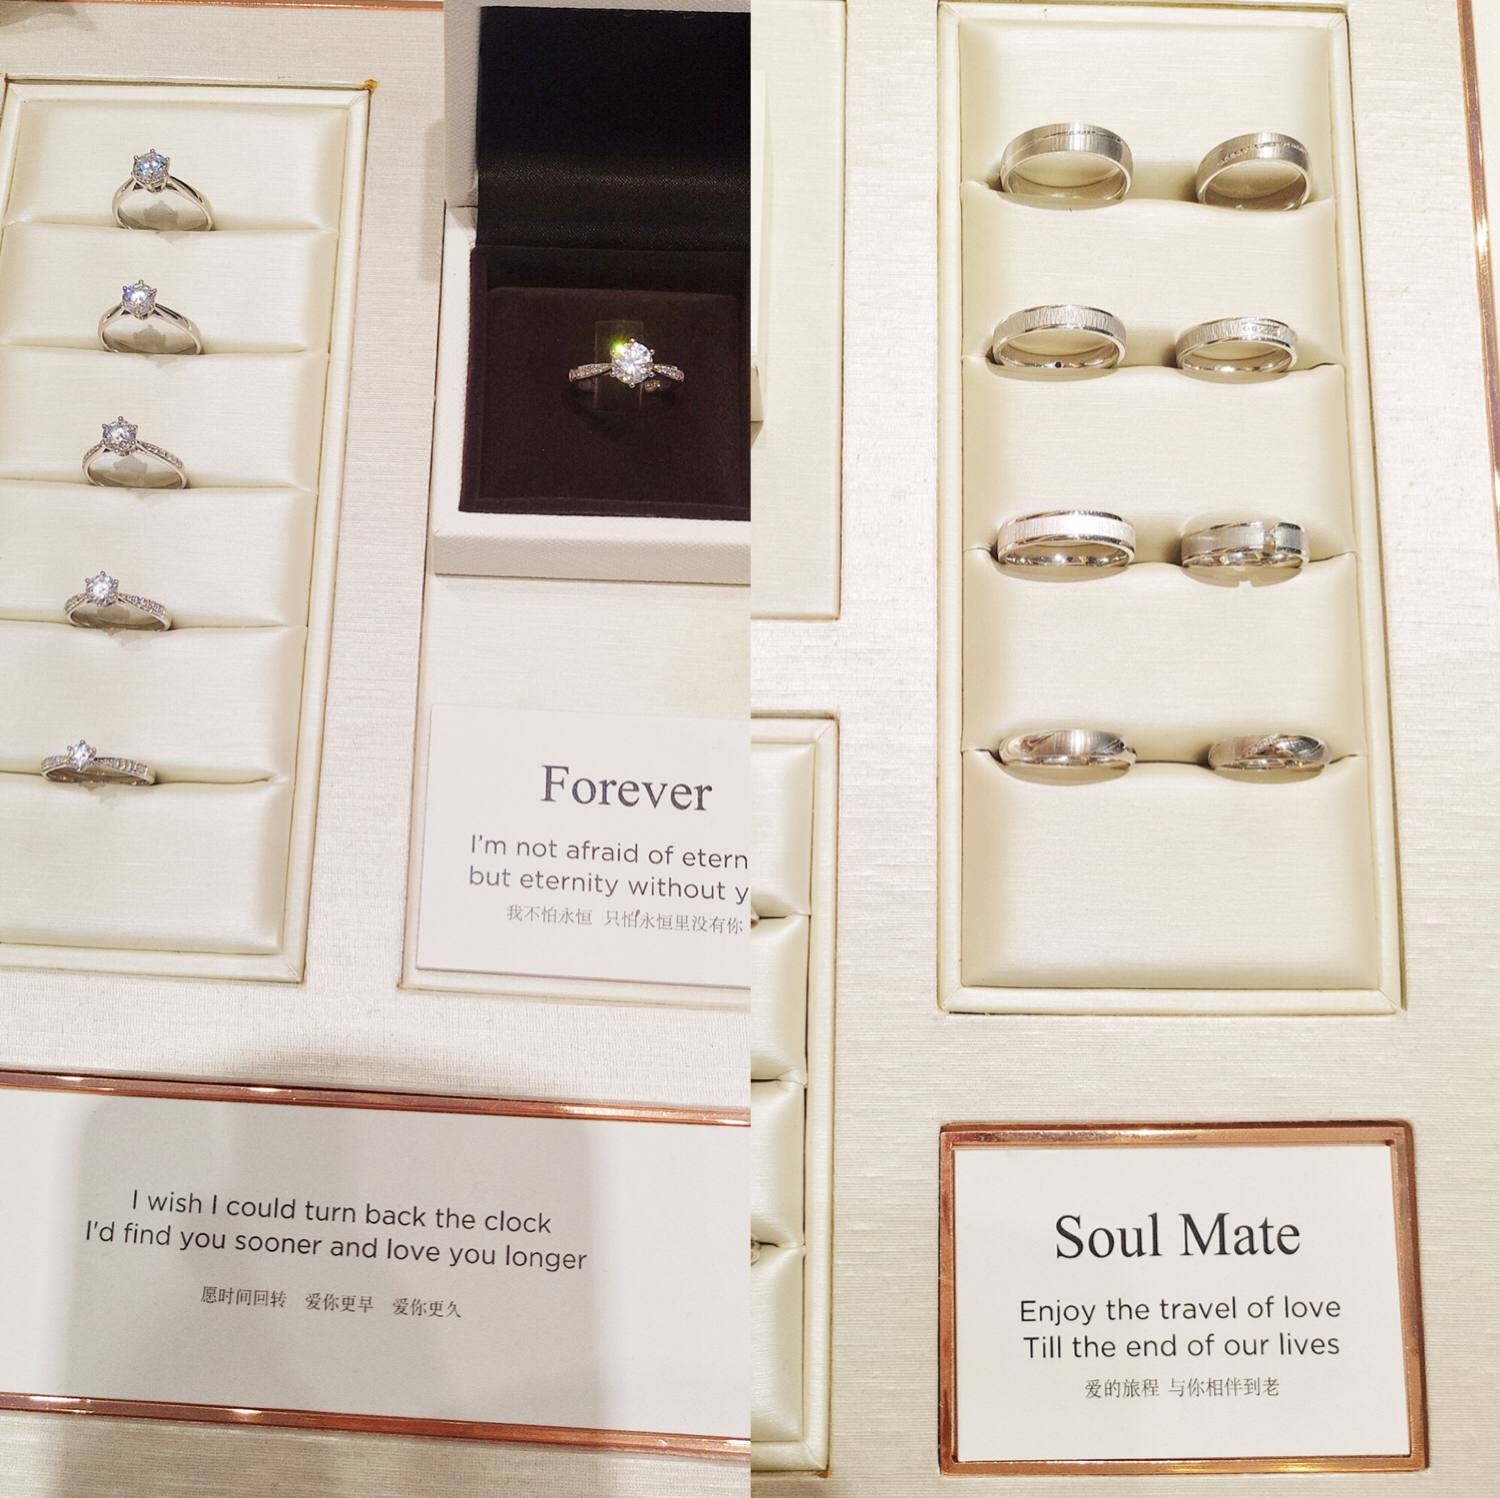 Forever
I'm not afraid of etern
but eternity without y
我不怕永恒 只怕永恒里没有你
I wish I could turn back the clock
I'd find you sooner and love you longer
愿时间回转 爱你更早 爱你更久
Soul Mate
Enjoy the travel of love
Till the end of our lives
爱的旅程 与你相伴到老